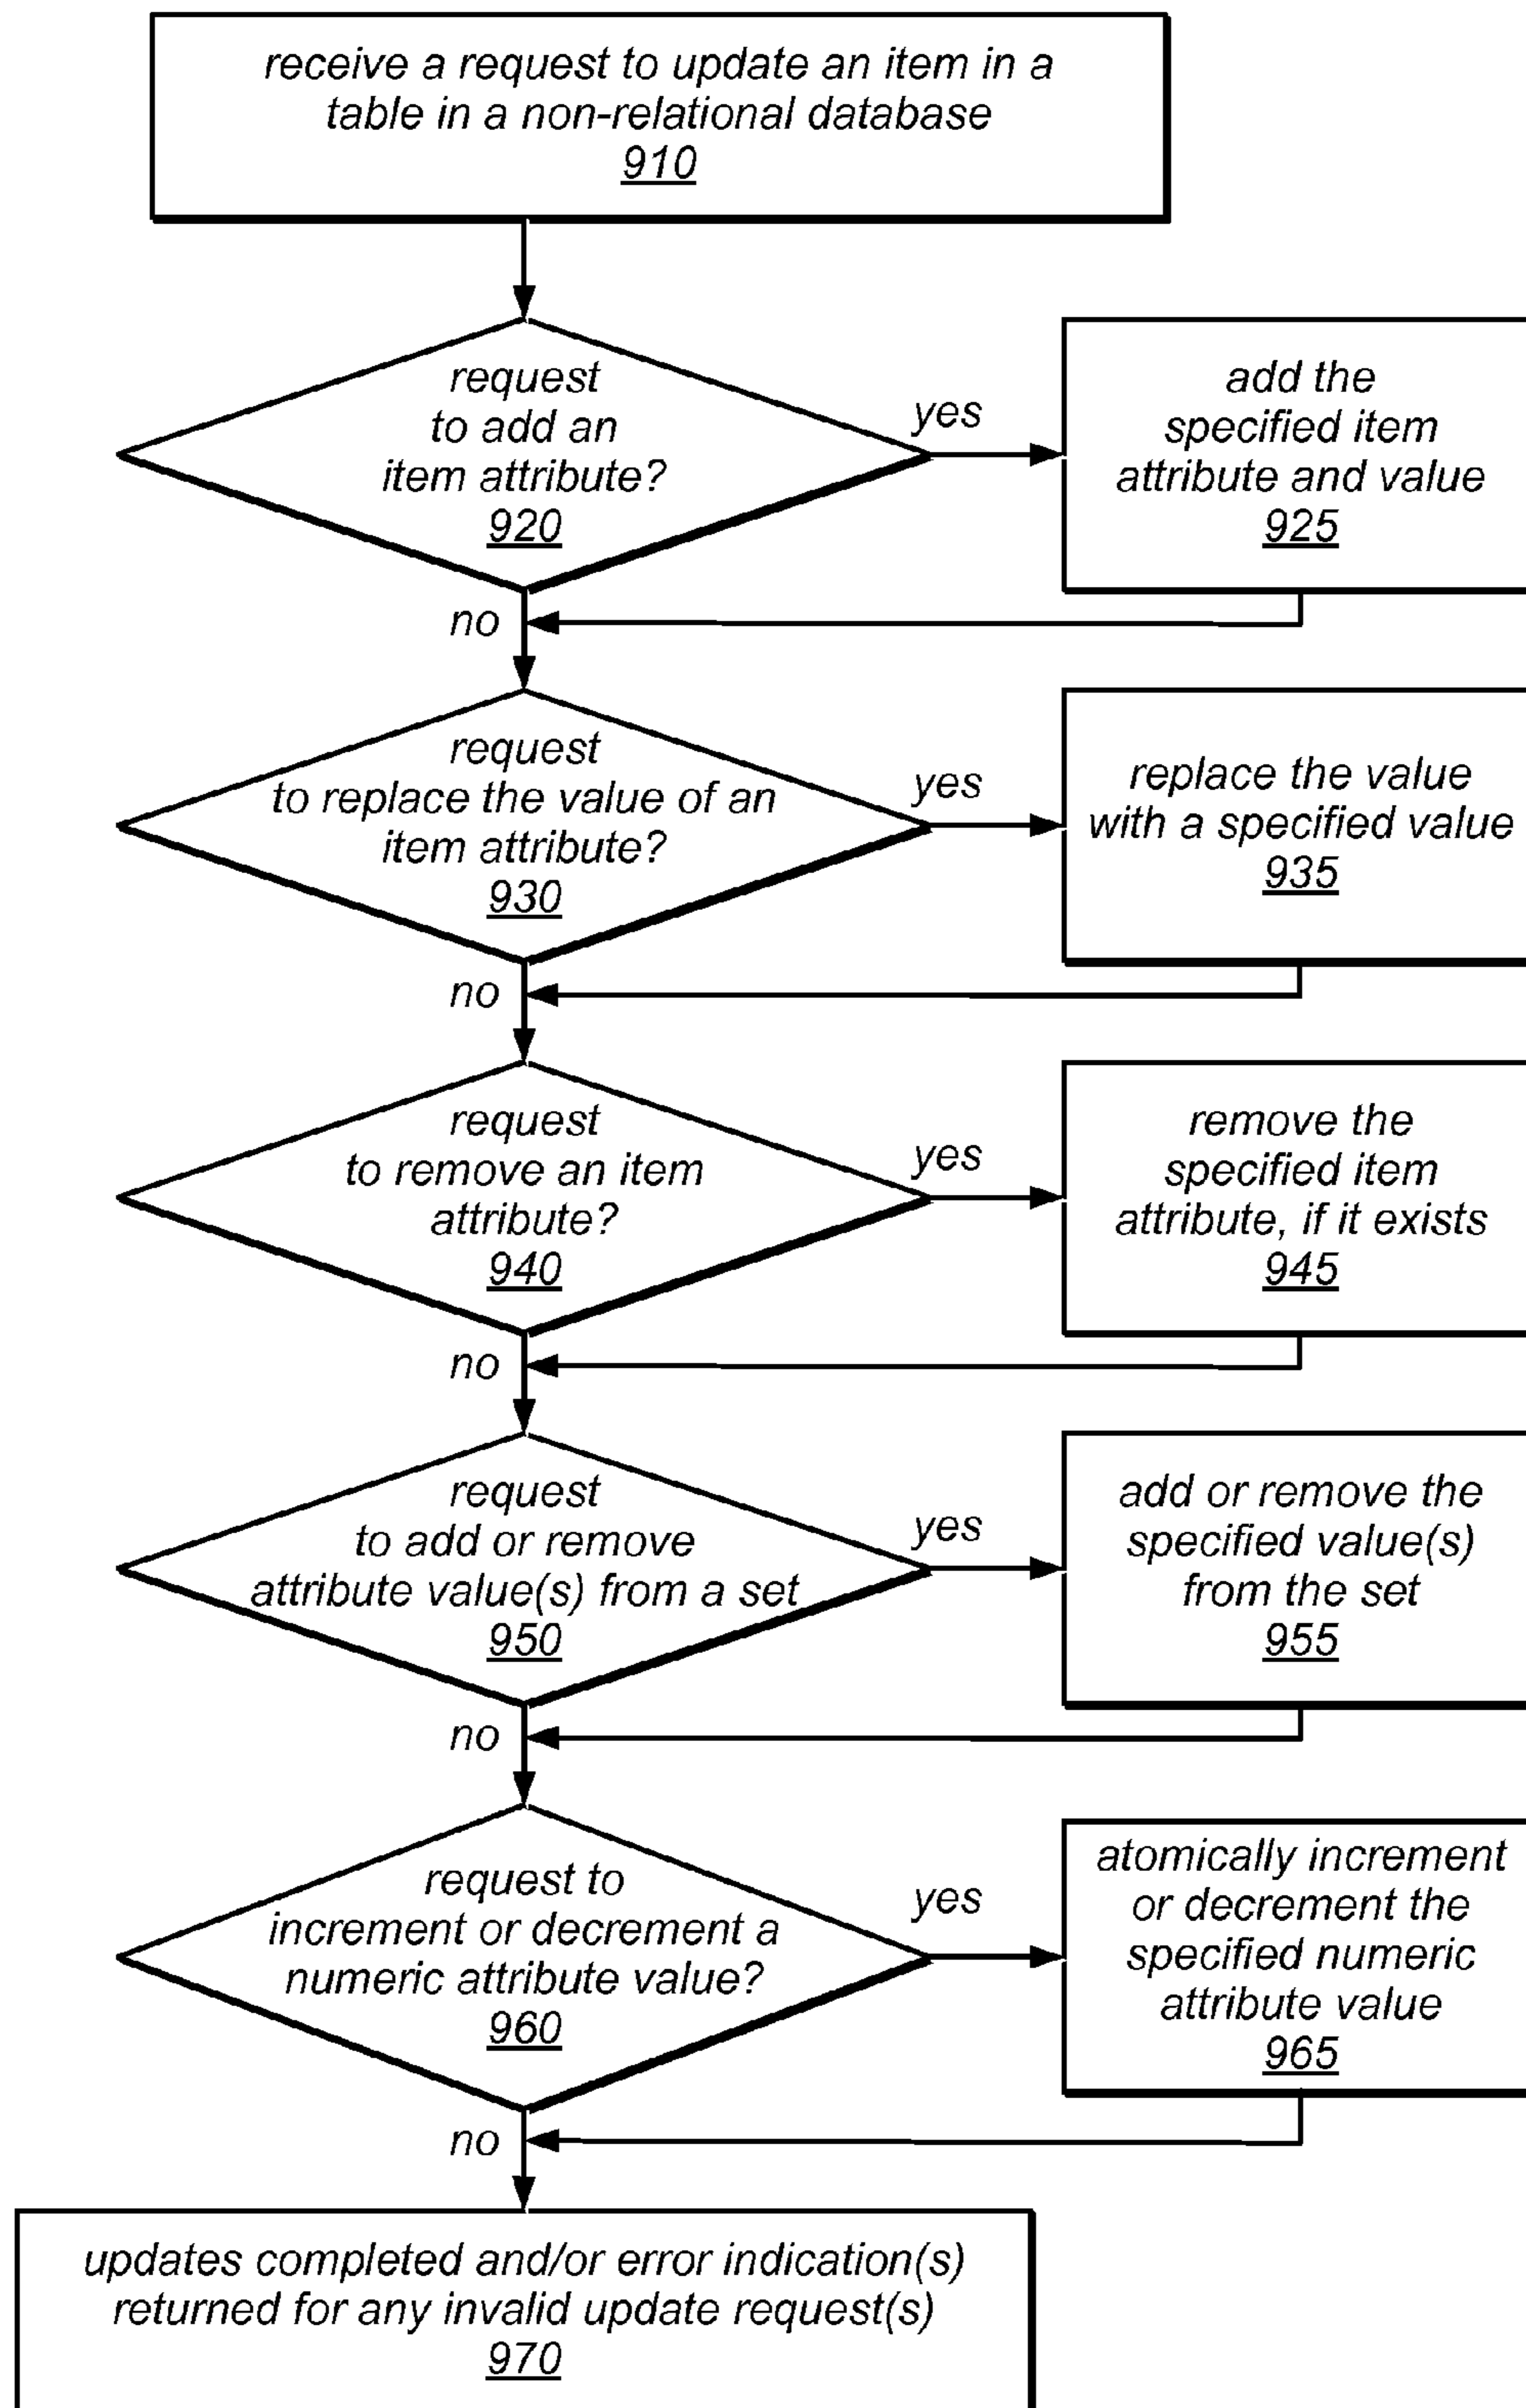 receive a request to update an item in a
table in a non-relational database
910
request
to add an
item attribute?
920
yes
add the
specified item
attribute and value
925
no
request
to replace the value of an
item attribute?
930
yes
replace the value
with a specified value
935
no
request
to remove an item
attribute?
940
yes
remove the
specified item
attribute, if it exists
945
no
request
to add or remove
attribute value(s) from a set
950
yes
add or remove the
specified value(s)
from the set
955
no
request to
increment or decrement a
numeric attribute value?
960
yes
atomically increment
or decrement the
specified numeric
attribute value
965
no
updates completed and/or error indication(s)
returned for any invalid update request(s)
970